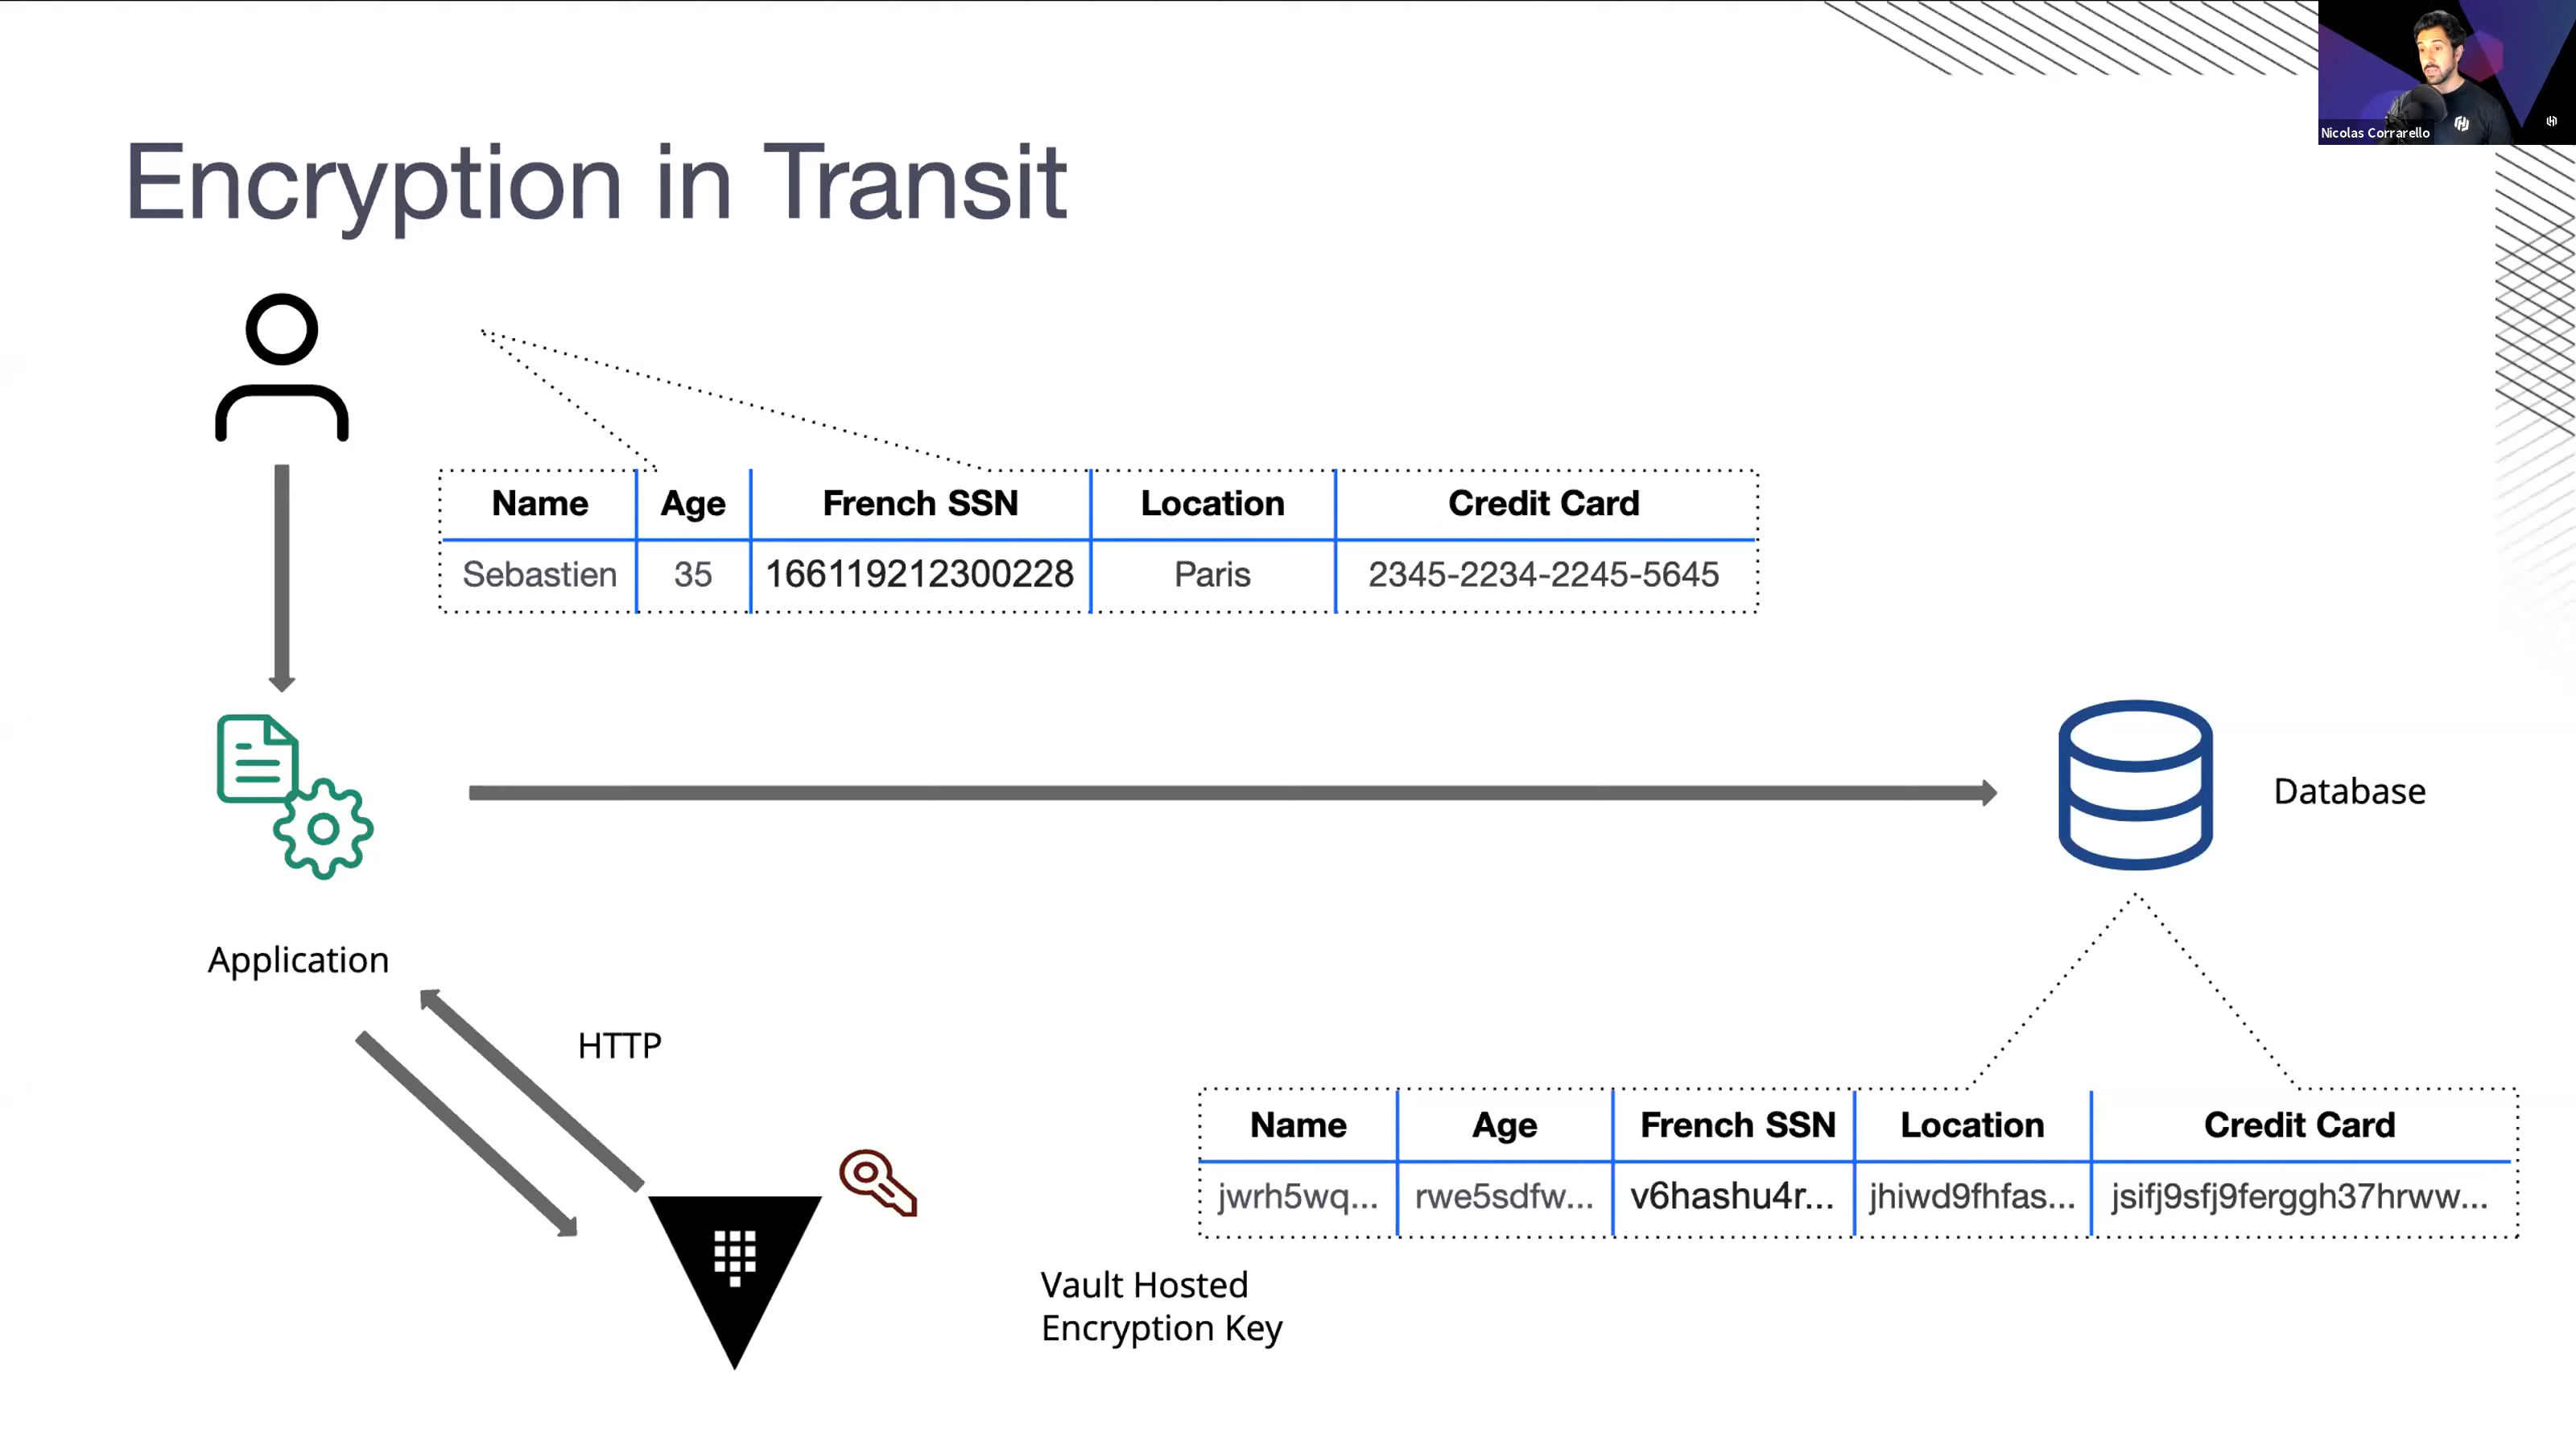 Nicolas Corrarello
Encryption in Transit
Name Age French SSN Location Credit Card
Sebastien 35 166119212300228 Paris 2345-2234-2245-5645
Database
Application
HTTP
Name Age French SSN Location Credit Card
jwrh5wq... rwe5sdfw... v6hashu4r... jhiwd9fhfas... jsifj9sfj9ferggh37hrww...
Vault Hosted
Encryption Key